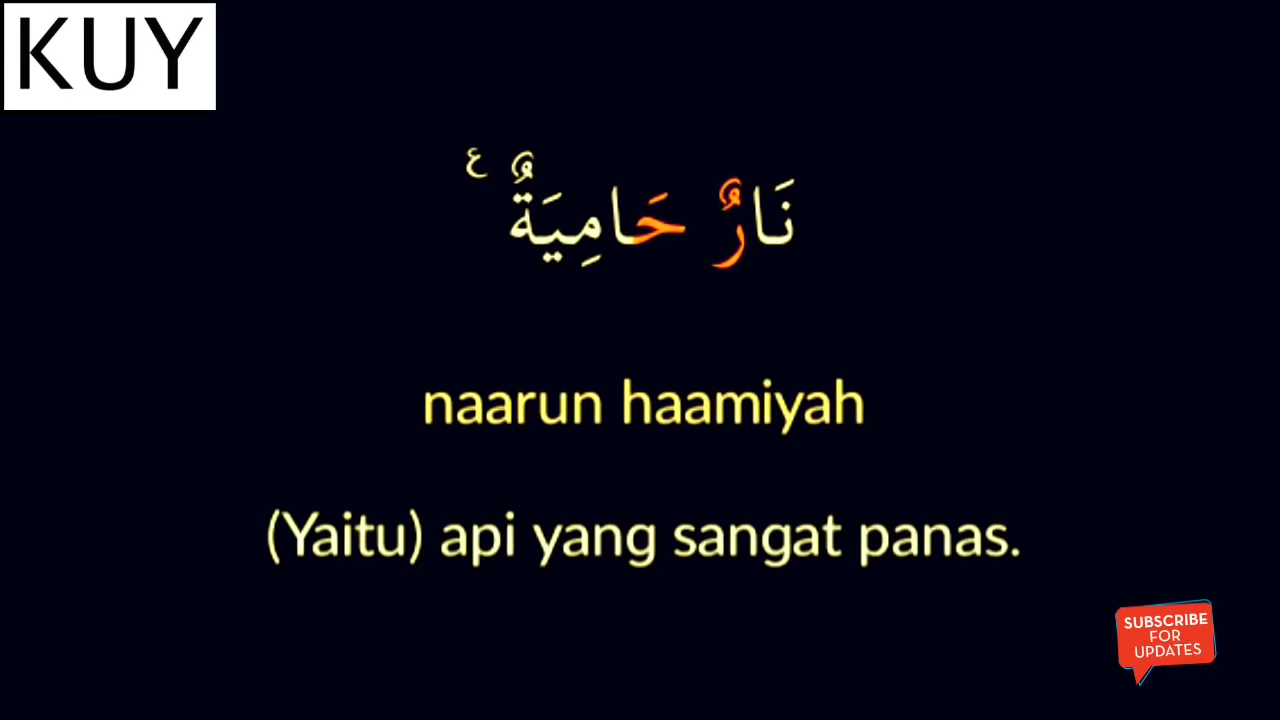 KUY
نَارٌ حَامِيَةٌ ࣖ
naarun haamiyah
(Yaitu) api yang sangat panas.
SUBSCRIBE
FOR
UPDATES